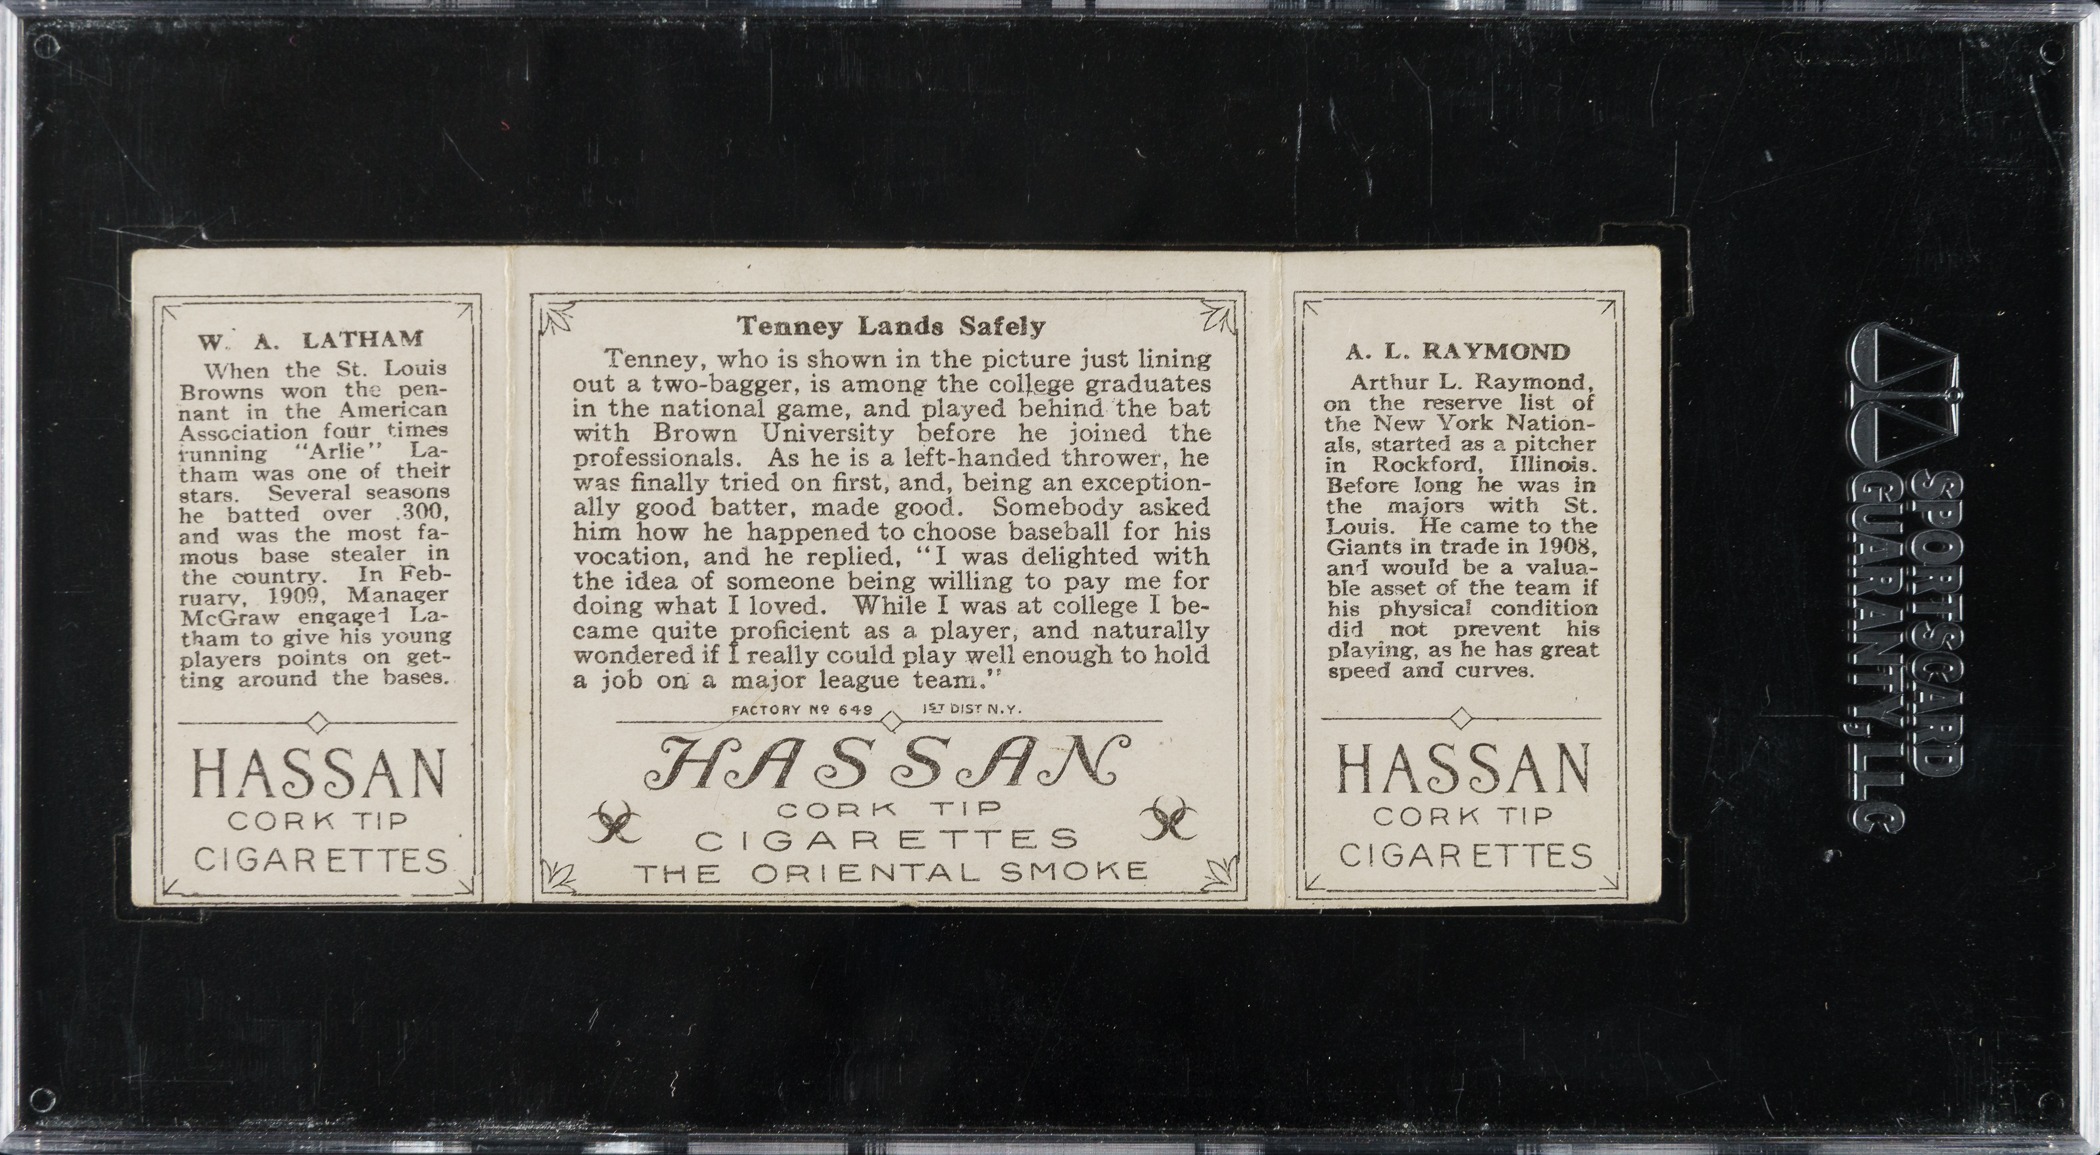 W. A. LATHAM
When the St. Louis
Browns won the pen-
nant in the American
Association four times
running "Arlie" La-
tham was one of their
stars. Several seasons
he batted over .300,
and was the most fa-
mous base stealer in
the country. In Feb-
ruary, 1909, Manager
McGraw engaged La-
tham to give his young
players points on get-
ting around the bases.
HASSAN
CORK TIP
CIGARETTES
Tenney Lands Safely
Tenney, who is shown in the picture just lining
out a two-bagger, is among the college graduates
in the national game, and played behind the bat
with Brown University before he joined the
professionals. As he is a left-handed thrower, he
was finally tried on first, and, being an exception-
ally good batter, made good. Somebody asked
him how he happened to choose baseball for his
vocation, and he replied, "I was delighted with
the idea of someone being willing to pay me for
doing what I loved. While I was at college I be-
came quite proficient as a player, and naturally
wondered if I really could play well enough to hold
a job on a major league team."
FACTORY No 649 1ST DIST N.Y.
HASSAN
CORK TIP
CIGARETTES
THE ORIENTAL SMOKE
A. L. RAYMOND
Arthur L. Raymond,
on the reserve list of
the New York Nation-
als, started as a pitcher
in Rockford, Illinois.
Before long he was in
the majors with St.
Louis. He came to the
Giants in trade in 1908,
and would be a valua-
ble asset of the team if
his physical condition
did not prevent his
playing, as he has great
speed and curves.
HASSAN
CORK TIP
CIGARETTES
SPORTSCARD
GUARANTY, LLC